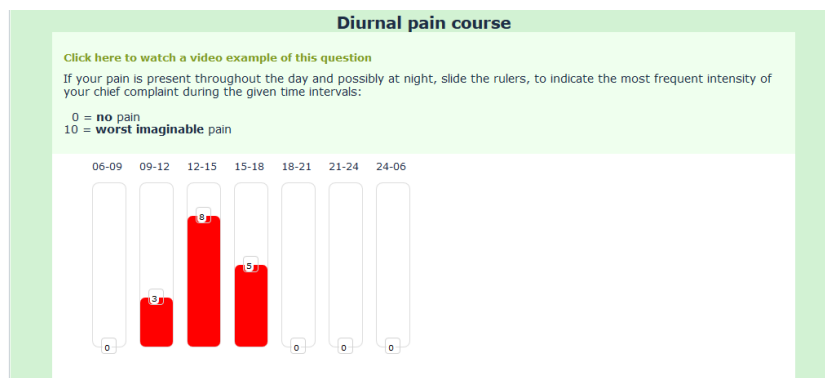 Diurnal pain course
Click here to watch a video example of this question
If your pain is present throughout the day and possibly at night, slide the rulers, to indicate the most frequent intensity of
your chief complaint during the given time intervals:
0 = no pain
10 = worst imaginable pain
06-09 09-12 12-15 15-18 18-21 21-24 24-06
8
5
3
0 0 0 0